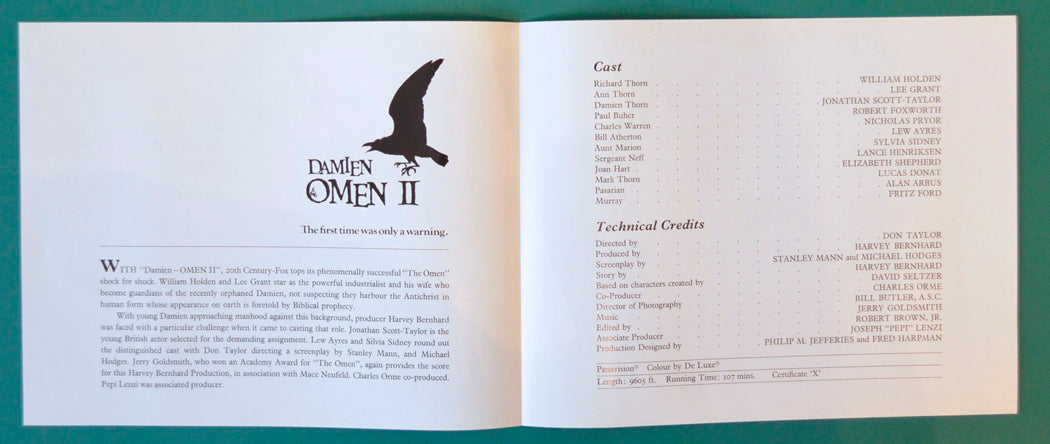 DAMIEN
OMEN II
The first time was only a warning.
WITH "Damien - OMEN II", 20th Century-Fox tops its phenomenally successful "The Omen"
shock for shock. William Holden and Lee Grant star as the powerful industrialist and his wife who
become guardians of the recently orphaned Damien, not suspecting they harbour the Antichrist in
human form whose appearance on earth is foretold by Biblical prophecy.
With young Damien approaching manhood against this background, producer Harvey Bernhard
was faced with a particular challenge when it came to casting that role. Jonathan Scott-Taylor is the
young British actor selected for the demanding assignment. Lew Ayres and Silvia Sidney round out
the distinguished cast with Don Taylor directing a screenplay by Stanley Mann, and Michael
Hodges. Jerry Goldsmith, who won an Academy Award for "The Omen", again provides the score
for this Harvey Bernhard Production, in association with Mace Neufeld. Charles Orme co-produced.
Pepi Lenzi was associated producer.
Cast
Richard Thorn . . . . . . . . . WILLIAM HOLDEN
Ann Thorn . . . . . . . . . LEE GRANT
Damien Thorn . . . . . . . . . JONATHAN SCOTT-TAYLOR
Paul Buher . . . . . . . . . ROBERT FOXWORTH
Charles Warren . . . . . . . . . NICHOLAS PRYOR
Bill Atherton . . . . . . . . . LEW AYRES
Aunt Marion . . . . . . . . . SYLVIA SIDNEY
Sergeant Neff . . . . . . . . . LANCE HENRIKSEN
Joan Hart . . . . . . . . . ELIZABETH SHEPHERD
Mark Thorn . . . . . . . . . LUCAS DONAT
Pasarian . . . . . . . . . ALAN ARBUS
Murray . . . . . . . . . FRITZ FORD
Technical Credits
Directed by . . . . . . . . . DON TAYLOR
Produced by . . . . . . . . . HARVEY BERNHARD
Screenplay by . . . . . . STANLEY MANN and MICHAEL HODGES
Story by . . . . . . . . . HARVEY BERNHARD
Based on characters created by . . . . . . DAVID SELTZER
Co-Producer . . . . . . . . . CHARLES ORME
Director of Photography . . . . . . . BILL BUTLER, A.S.C.
Music . . . . . . . . . JERRY GOLDSMITH
Edited by . . . . . . . . . ROBERT BROWN, JR.
Associate Producer . . . . . . . . JOSEPH "PEPI" LENZI
Production Designed by . . . . PHILIP M. JEFFERIES and FRED HARPMAN
Panavision® Colour by De Luxe®
Length: 9605 ft. Running Time: 107 mins. Certificate 'X'